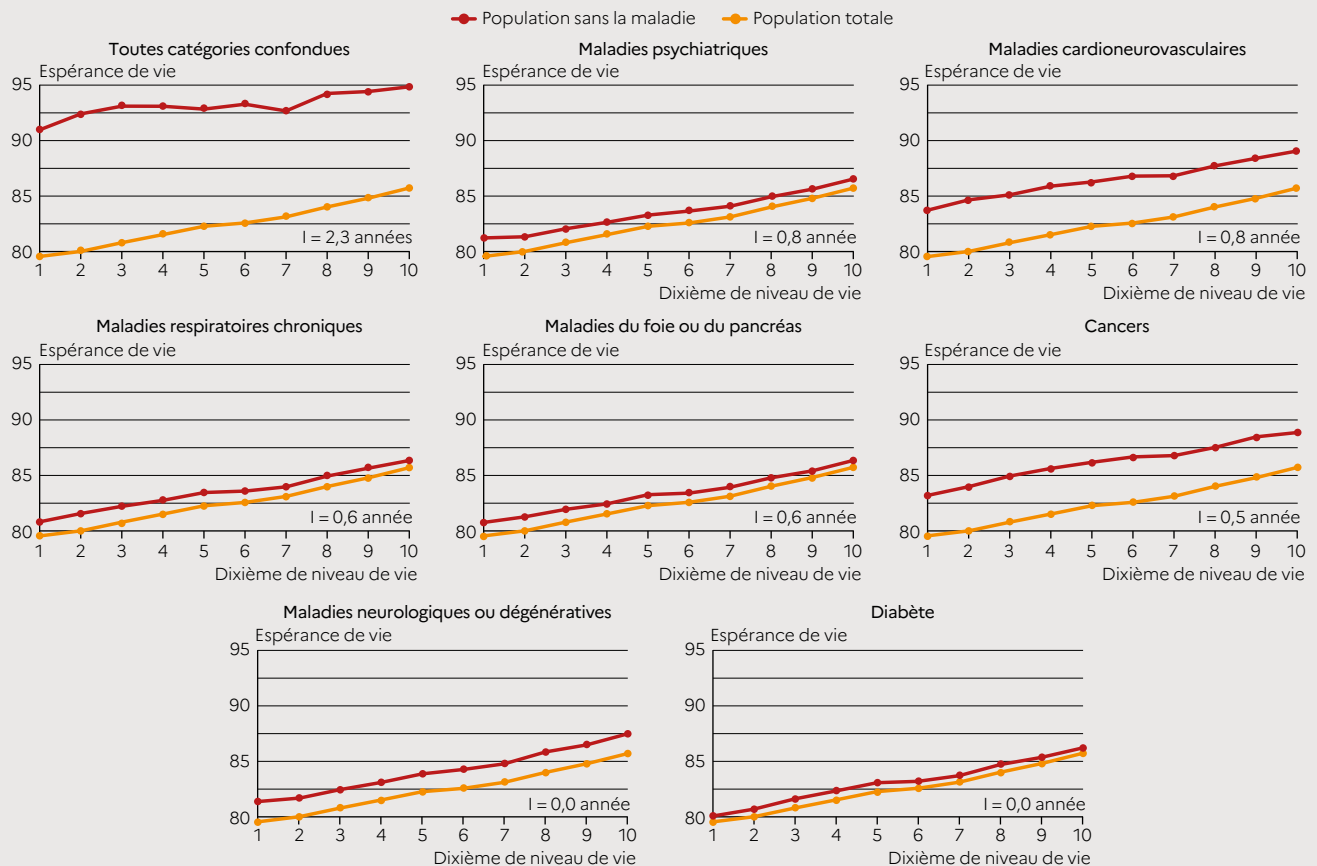 Population sans la maladie Population totale
Toutes catégories confondues
Espérance de vie
95
90
85
80
I = 2,3 années
1 2 3 4 5 6 7 8 9 10
Maladies psychiatriques
Espérance de vie
I = 0,8 année
1 2 3 4 5 6 7 8 9 10
Dixième de niveau de vie
Maladies cardioneurovasculaires
Espérance de vie
95
90
85
80
I = 0,8 année
1 2 3 4 5 6 7 8 9 10
Dixième de niveau de vie
Maladies respiratoires chroniques
Espérance de vie
95
90
85
80
I = 0,6 année
1 2 3 4 5 6 7 8 9 10
Dixième de niveau de vie
Maladies du foie ou du pancréas
Espérance de vie
95
90
85
80
I = 0,6 année
1 2 3 4 5 6 7 8 9 10
Dixième de niveau de vie
Cancers
Espérance de vie
95
90
85
80
I = 0,5 année
1 2 3 4 5 6 7 8 9 10
Dixième de niveau de vie
Maladies neurologiques ou dégénératives
Espérance de vie
95
90
85
80
I = 0,0 année
1 2 3 4 5 6 7 8 9 10
Dixième de niveau de vie
Diabète
Espérance de vie
95
90
85
80
I = 0,0 année
1 2 3 4 5 6 7 8 9 10
Dixième de niveau de vie